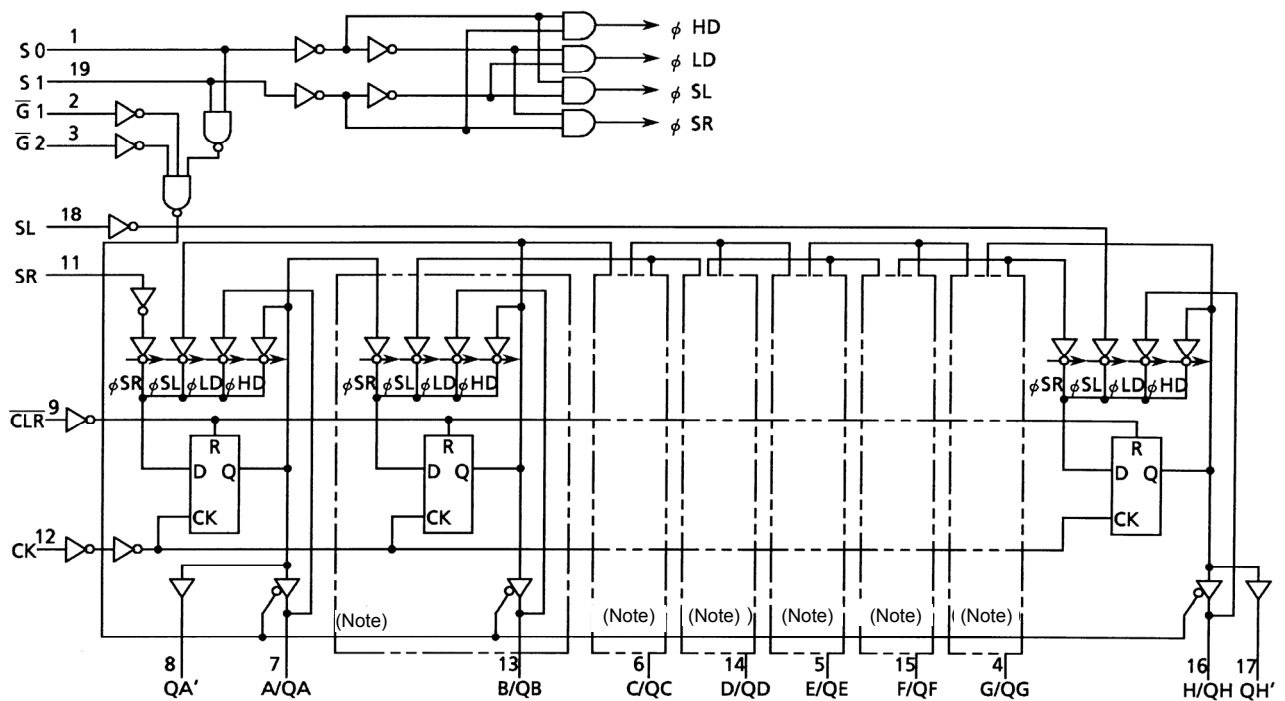 S0 1
φ HD
φ LD
S1 19
φ SL
G̅1 2
φ SR
G̅2 3
SL 18
SR 11
φSR φSL φLD φHD
φSR φSL φLD φHD
φSR φSL φLD φHD
C̅L̅R̅ 9
R
R
R
D Q
D Q
D Q
CK
CK
CK
CK 12
(Note)
(Note)
(Note) )
(Note)
(Note)
(Note)
8 7 13 6 14 5 15 4 16 17
QA' A/QA B/QB C/QC D/QD E/QE F/QF G/QG H/QH QH'